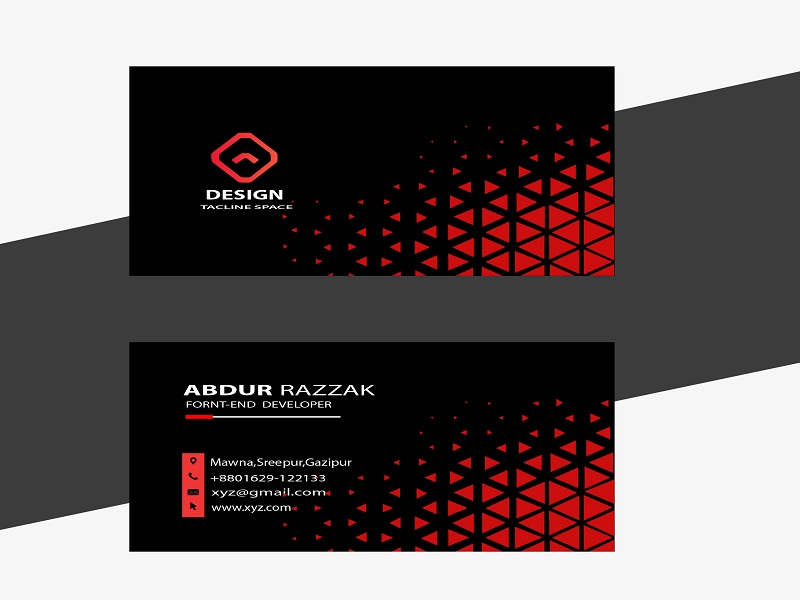 DESIGN
TACLINE SPACE
ABDUR RAZZAK
FORNT-END DEVELOPER
Mawna,Sreepur,Gazipur
+8801629-122133
xyz@gmail.com
www.xyz.com